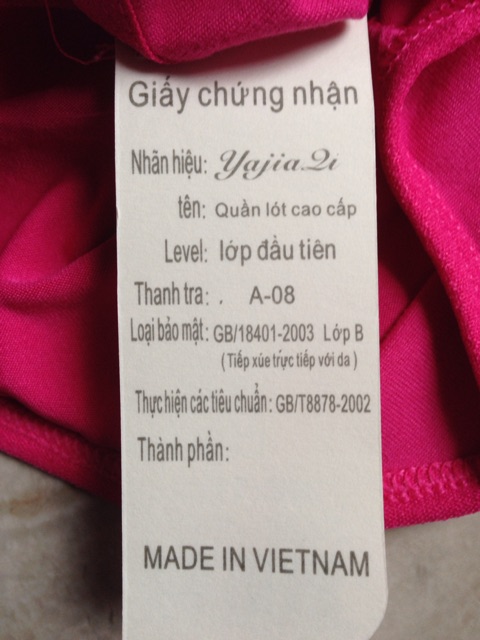 Giấy chứng nhận
Nhãn hiệu: YajiaQi
tên: Quần lót cao cấp
Level: lớp đầu tiên
Thanh tra: . A-08
Loại bảo mật: GB/18401-2003 Lớp B
(Tiếp xúe trực tiếp với da)
Thực hiện các tiêu chuẩn: GB/T8878-2002
Thành phần:
MADE IN VIETNAM